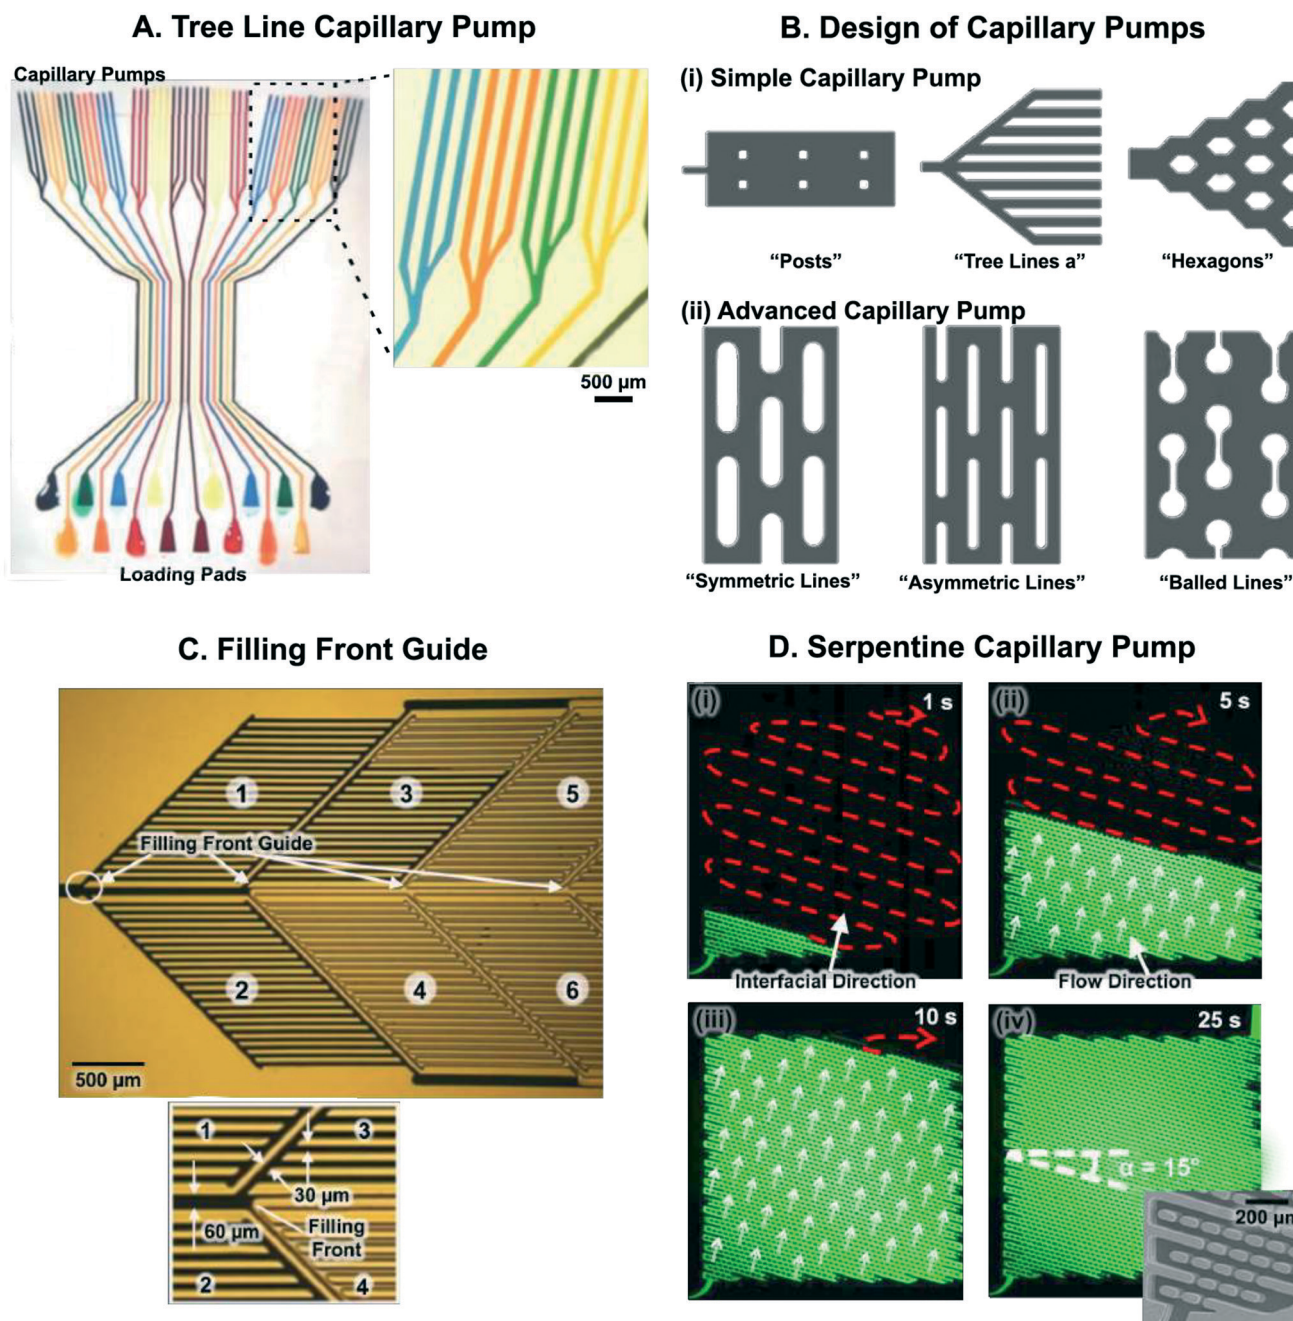 A. Tree Line Capillary Pump
Capillary Pumps
500 µm
Loading Pads
B. Design of Capillary Pumps
(i) Simple Capillary Pump
“Posts”
“Tree Lines a”
“Hexagons”
(ii) Advanced Capillary Pump
“Symmetric Lines”
“Asymmetric Lines”
“Balled Lines”
C. Filling Front Guide
1
3
5
Filling Front Guide
2
4
6
500 µm
1
3
30 µm
60 µm
Filling
Front
2
4
D. Serpentine Capillary Pump
(i)
1 s
Interfacial Direction
(ii)
5 s
Flow Direction
(iii)
10 s
(iv)
25 s
α = 15°
200 µm